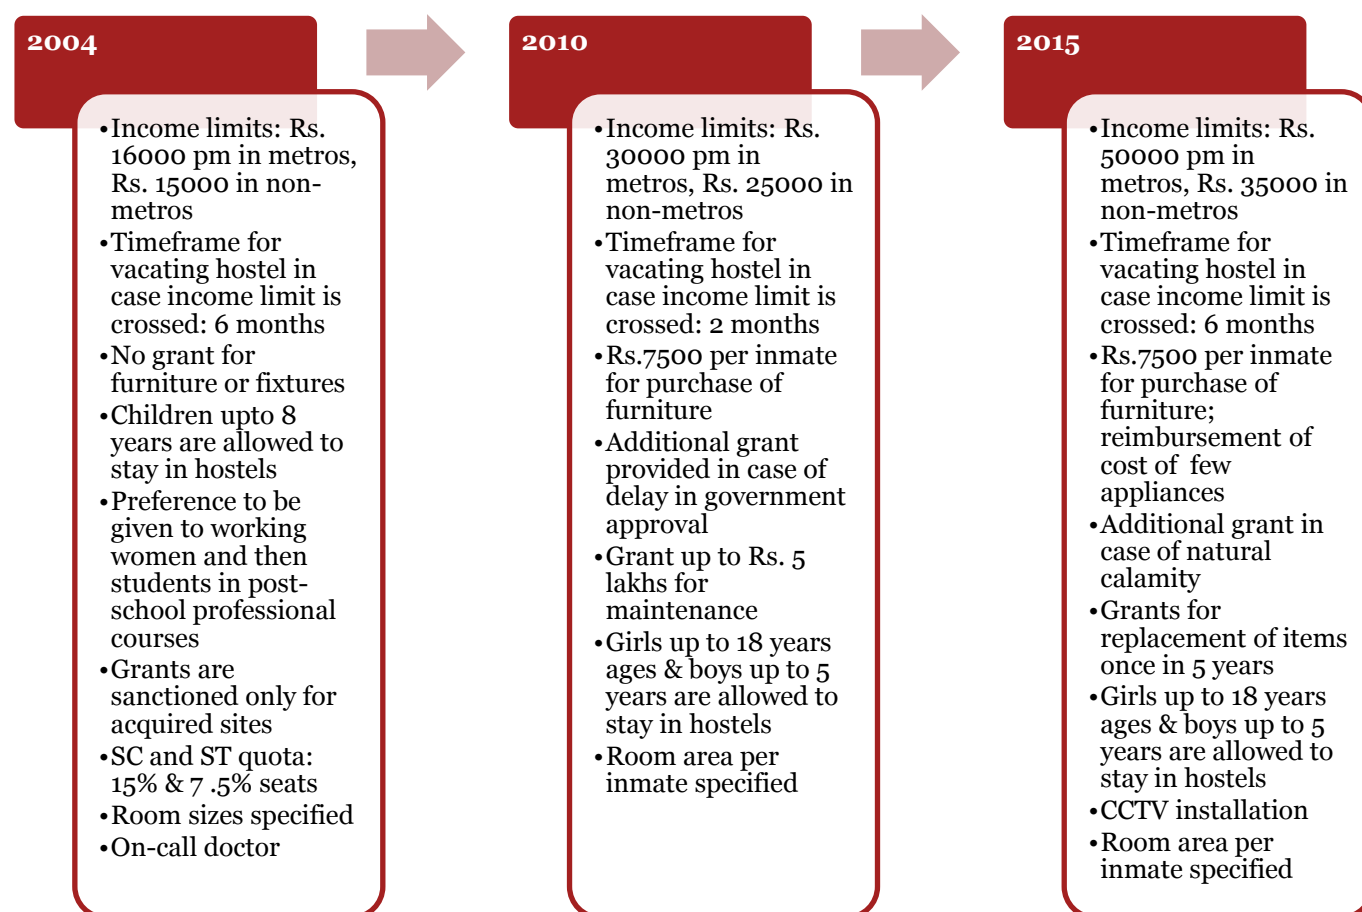 2004
•Income limits: Rs.
16000 pm in metros,
Rs. 15000 in non-
metros
•Timeframe for
vacating hostel in
case income limit is
crossed: 6 months
•No grant for
furniture or fixtures
•Children upto 8
years are allowed to
stay in hostels
•Preference to be
given to working
women and then
students in post-
school professional
courses
•Grants are
sanctioned only for
acquired sites
•SC and ST quota:
15% & 7 .5% seats
•Room sizes specified
•On-call doctor
2010
•Income limits: Rs.
30000 pm in
metros, Rs. 25000 in
non-metros
•Timeframe for
vacating hostel in
case income limit is
crossed: 2 months
•Rs.7500 per inmate
for purchase of
furniture
•Additional grant
provided in case of
delay in government
approval
•Grant up to Rs. 5
lakhs for
maintenance
•Girls up to 18 years
ages & boys up to 5
years are allowed to
stay in hostels
•Room area per
inmate specified
2015
•Income limits: Rs.
50000 pm in
metros, Rs. 35000 in
non-metros
•Timeframe for
vacating hostel in
case income limit is
crossed: 6 months
•Rs.7500 per inmate
for purchase of
furniture;
reimbursement of
cost of  few
appliances
•Additional grant in
case of natural
calamity
•Grants for
replacement of items
once in 5 years
•Girls up to 18 years
ages & boys up to 5
years are allowed to
stay in hostels
•CCTV installation
•Room area per
inmate specified